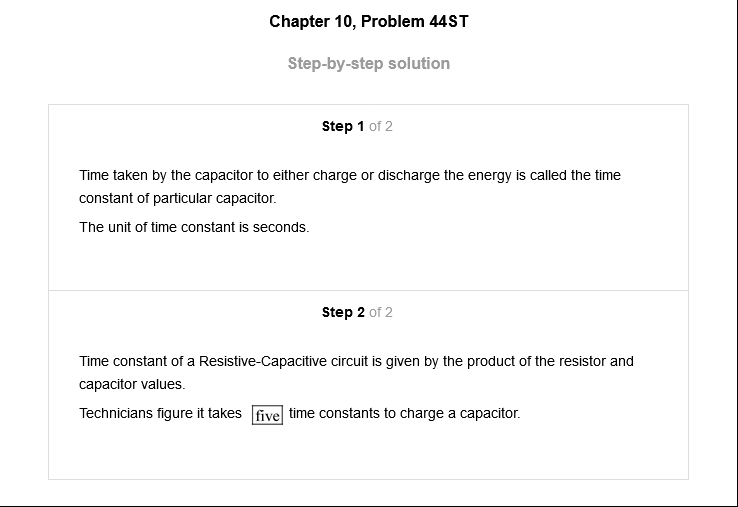 Chapter 10, Problem 44ST
Step-by-step solution
Step 1 of 2
Time taken by the capacitor to either charge or discharge the energy is called the time
constant of particular capacitor.
The unit of time constant is seconds.
Step 2 of 2
Time constant of a Resistive-Capacitive circuit is given by the product of the resistor and
capacitor values.
Technicians figure it takes five time constants to charge a capacitor.